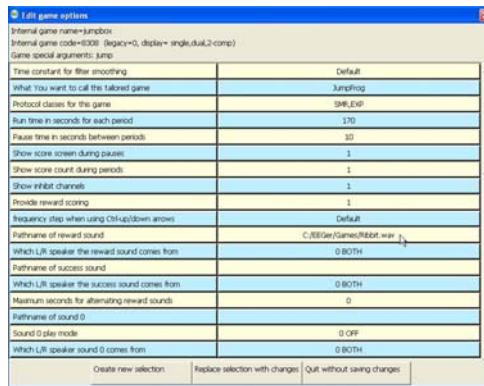 Edit game options
Internal game name=jumpbox
Internal game code=8308 (legacy=0, display= single,dual,2-comp)
Game special arguments: jump
Time constant for filter smoothing Default
What You want to call this tailored game JumpFrog
Protocol classes for this game SMR,EXP
Run time in seconds for each period 170
Pause time in seconds between periods 10
Show score screen during pauses 1
Show score count during periods 1
Show inhibit channels 1
Provide reward scoring 1
frequency step when using Ctrl-up/down arrows Default
Pathname of reward sound C:/EEGer/Games/Ribbit.wav
Which L/R speaker the reward sound comes from 0 BOTH
Pathname of success sound
Which L/R speaker the success sound comes from 0 BOTH
Maximum seconds for alternating reward sounds 0
Pathname of sound 0
Sound 0 play mode 0 OFF
Which L/R speaker sound 0 comes from 0 BOTH
Create new selection Replace selection with changes Quit without saving changes